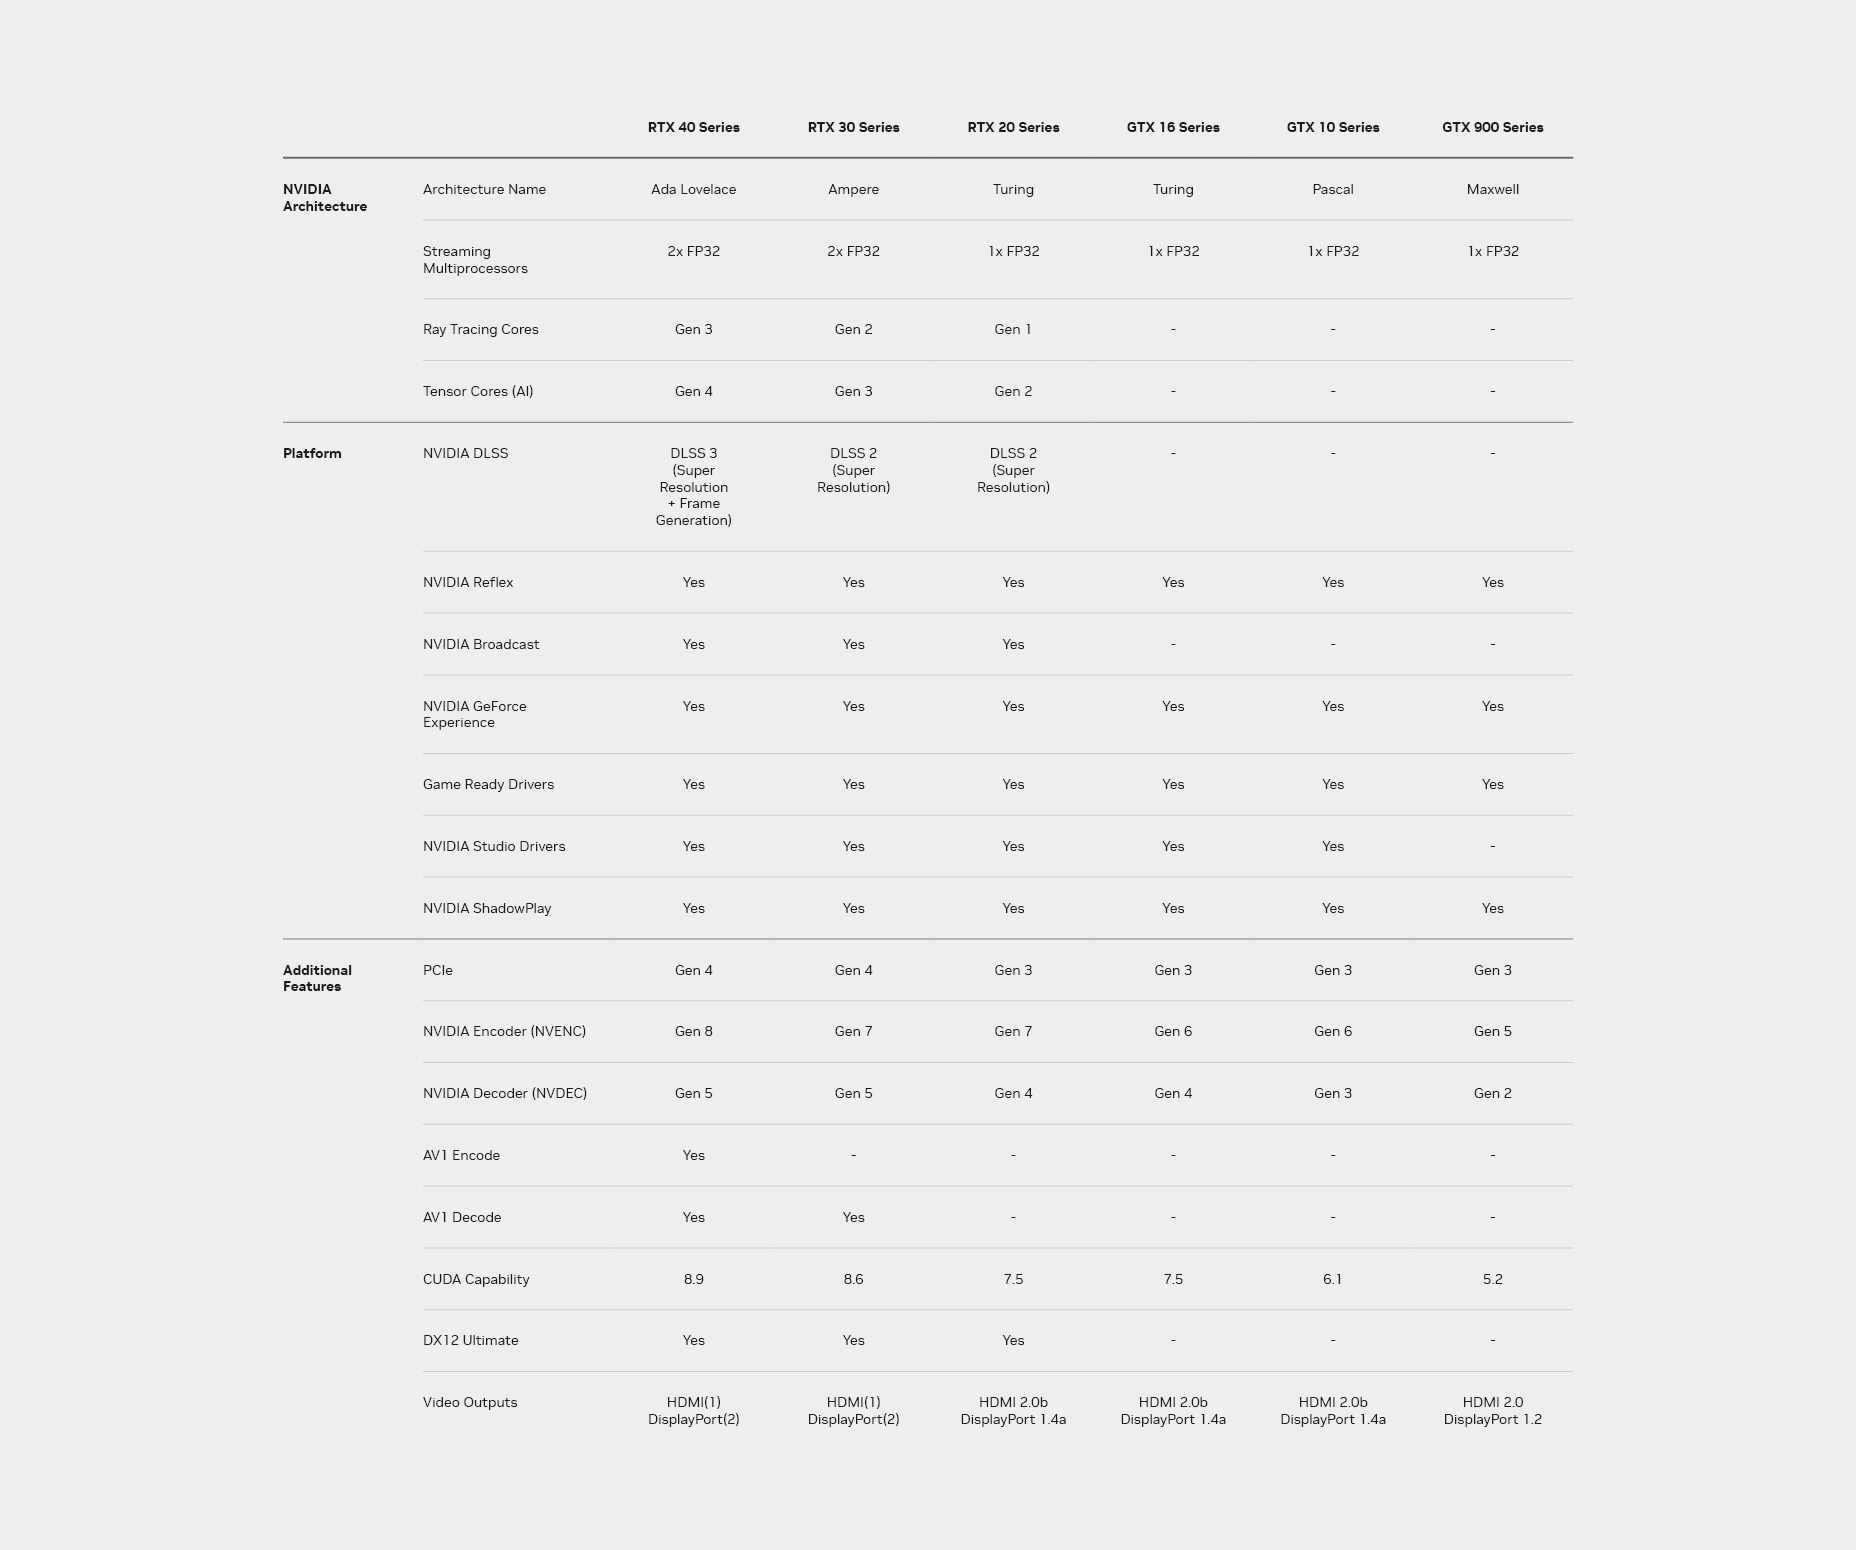 RTX 40 Series RTX 30 Series RTX 20 Series GTX 16 Series GTX 10 Series GTX 900 Series
NVIDIA Architecture Name Ada Lovelace Ampere Turing Turing Pascal Maxwell
Architecture
Streaming 2x FP32 2x FP32 1x FP32 1x FP32 1x FP32 1x FP32
Multiprocessors
Ray Tracing Cores Gen 3 Gen 2 Gen 1 - - -
Tensor Cores (AI) Gen 4 Gen 3 Gen 2 - - -
Platform NVIDIA DLSS DLSS 3 DLSS 2 DLSS 2 - - -
(Super (Super (Super
Resolution Resolution) Resolution)
+ Frame
Generation)
NVIDIA Reflex Yes Yes Yes Yes Yes Yes
NVIDIA Broadcast Yes Yes Yes - - -
NVIDIA GeForce Yes Yes Yes Yes Yes Yes
Experience
Game Ready Drivers Yes Yes Yes Yes Yes Yes
NVIDIA Studio Drivers Yes Yes Yes Yes Yes -
NVIDIA ShadowPlay Yes Yes Yes Yes Yes Yes
Additional PCIe Gen 4 Gen 4 Gen 3 Gen 3 Gen 3 Gen 3
Features
NVIDIA Encoder (NVENC) Gen 8 Gen 7 Gen 7 Gen 6 Gen 6 Gen 5
NVIDIA Decoder (NVDEC) Gen 5 Gen 5 Gen 4 Gen 4 Gen 3 Gen 2
AV1 Encode Yes - - - - -
AV1 Decode Yes Yes - - - -
CUDA Capability 8.9 8.6 7.5 7.5 6.1 5.2
DX12 Ultimate Yes Yes Yes - - -
Video Outputs HDMI(1) HDMI(1) HDMI 2.0b HDMI 2.0b HDMI 2.0b HDMI 2.0
DisplayPort(2) DisplayPort(2) DisplayPort 1.4a DisplayPort 1.4a DisplayPort 1.4a DisplayPort 1.2